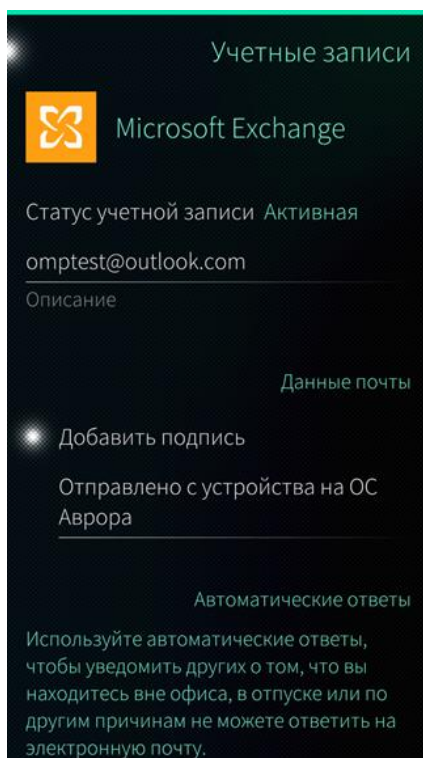 Учетные записи
Microsoft Exchange
Статус учетной записи Активная
omptest@outlook.com
Описание
Данные почты
Добавить подпись
Отправлено с устройства на ОС
Аврора
Автоматические ответы
Используйте автоматические ответы,
чтобы уведомить других о том, что вы
находитесь вне офиса, в отпуске или по
другим причинам не можете ответить на
электронную почту.